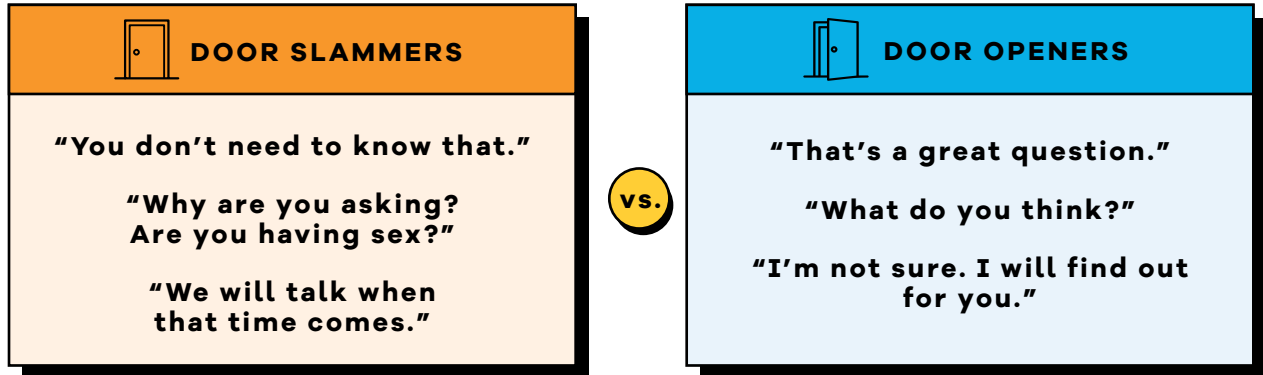 DOOR SLAMMERS
“You don’t need to know that.”
“Why are you asking?
Are you having sex?”
“We will talk when
that time comes.”
vs.
DOOR OPENERS
“That’s a great question.”
“What do you think?”
“I’m not sure. I will find out
for you.”